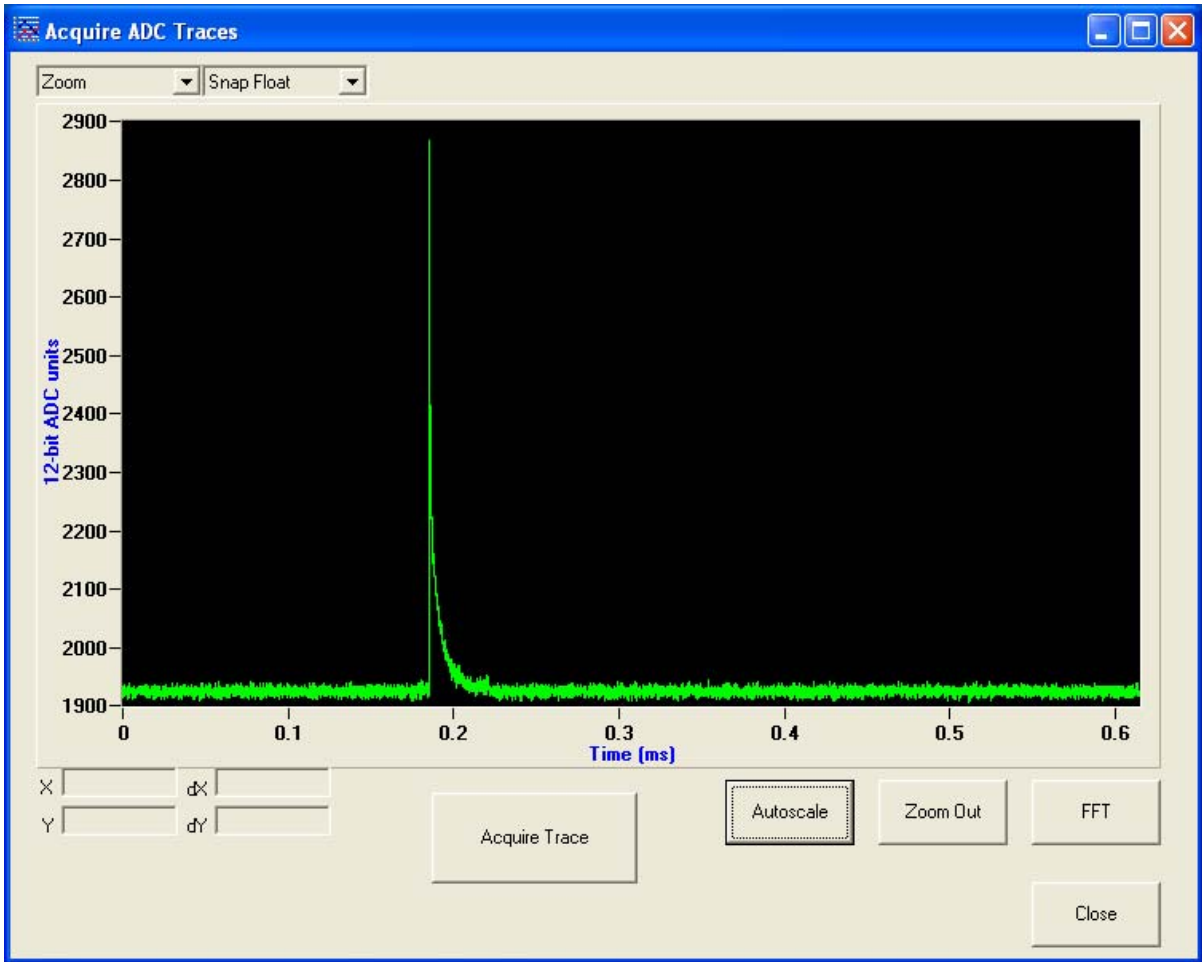 Acquire ADC Traces
Zoom
Snap Float
2900
2800
2700
2600
2500
2400
2300
2200
2100
2000
1900
12-bit ADC units
0 0.1 0.2 0.3 0.4 0.5 0.6
Time (ms)
X dX
Y dY
Acquire Trace
Autoscale
Zoom Out
FFT
Close